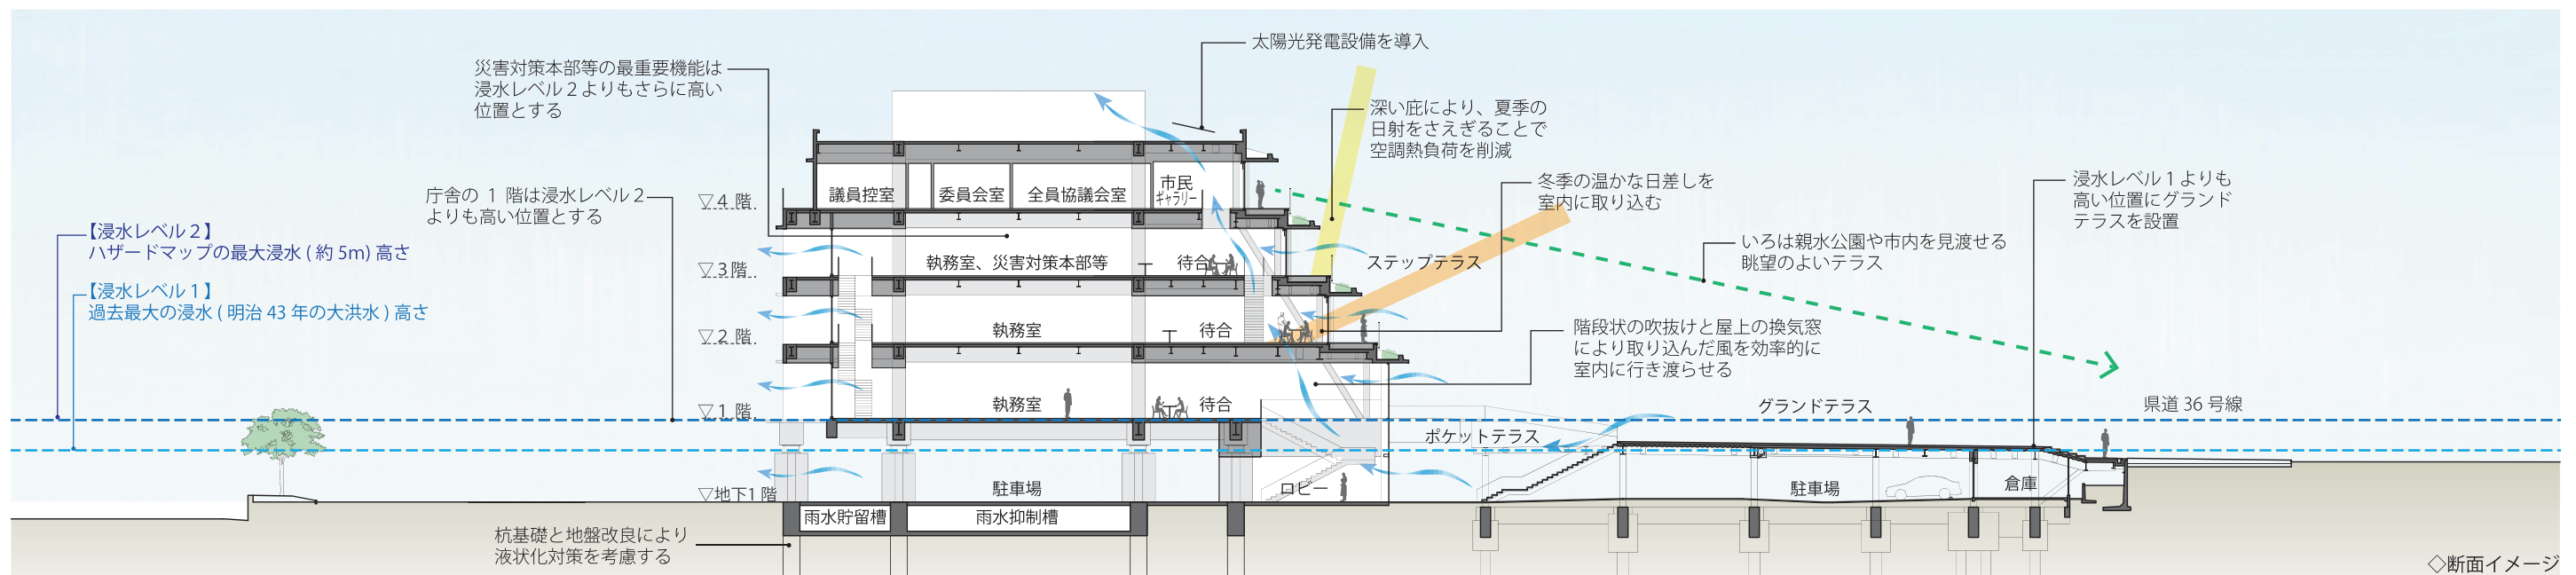 太陽光発電設備を導入
災害対策本部等の最重要機能は
浸水レベル２よりもさらに高い
位置とする
深い庇により、夏季の
日射をさえぎることで
空調熱負荷を削減
冬季の温かな日差しを
室内に取り込む
浸水レベル１よりも
高い位置にグランド
テラスを設置
庁舎の 1 階は浸水レベル２
よりも高い位置とする
【浸水レベル２】
ハザードマップの最大浸水 ( 約 5m) 高さ
【浸水レベル１】
過去最大の浸水 ( 明治 43 年の大洪水 ) 高さ
いろは親水公園や市内を見渡せる
眺望のよいテラス
階段状の吹抜けと屋上の換気窓
により取り込んだ風を効率的に
室内に行き渡らせる
▽4 階
議員控室
委員会室
全員協議会室
市民
ギャラリー
▽3階
執務室、災害対策本部等
待合
ステップテラス
▽2 階
執務室
待合
▽1 階
執務室
待合
グランドテラス
県道 36 号線
ポケットテラス
▽地下1 階
駐車場
ロビー
駐車場
倉庫
雨水貯留槽
雨水抑制槽
杭基礎と地盤改良により
液状化対策を考慮する
◇断面イメージ